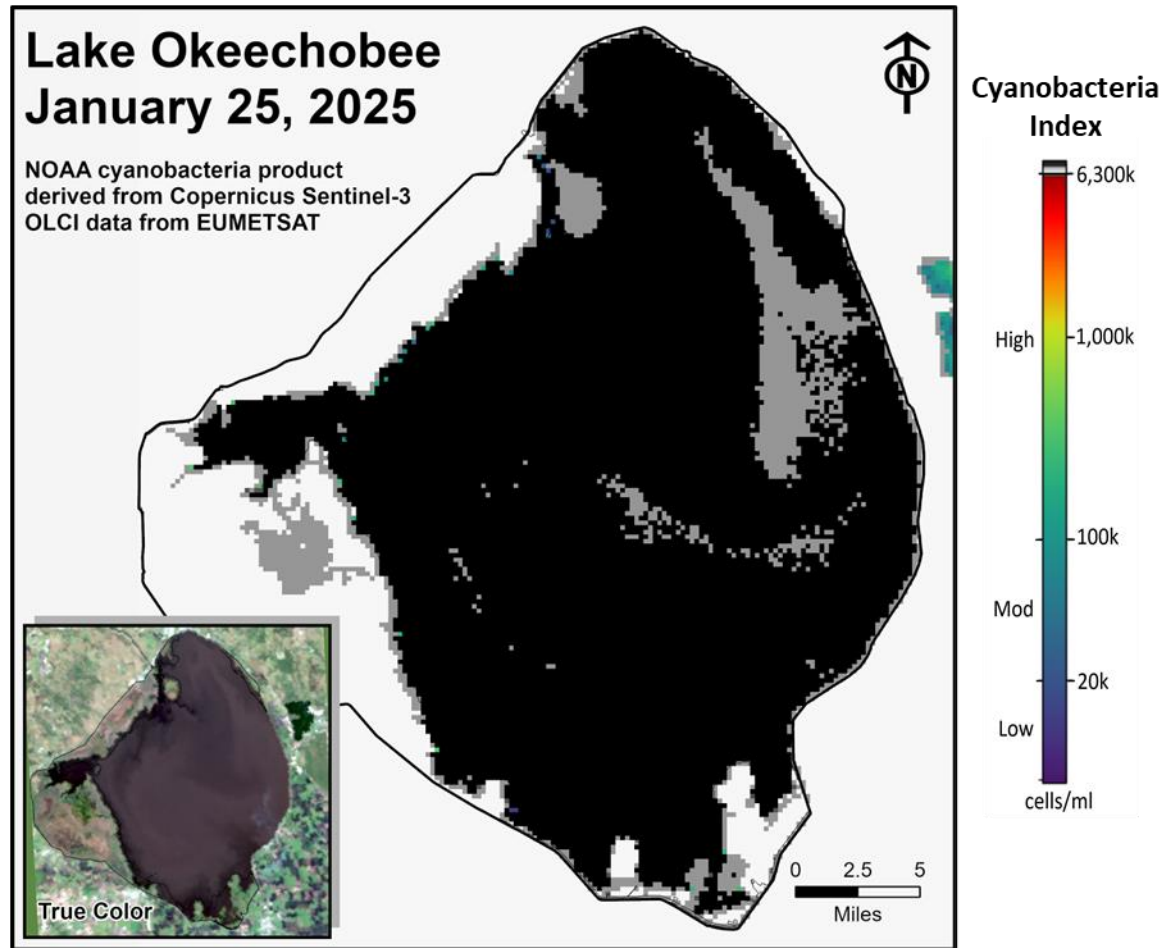 Lake Okeechobee
January 25, 2025
NOAA cyanobacteria product
derived from Copernicus Sentinel-3
OLCI data from EUMETSAT
N
Cyanobacteria
Index
6,300k
High
1,000k
100k
Mod
20k
Low
cells/ml
True Color
0 2.5 5
Miles